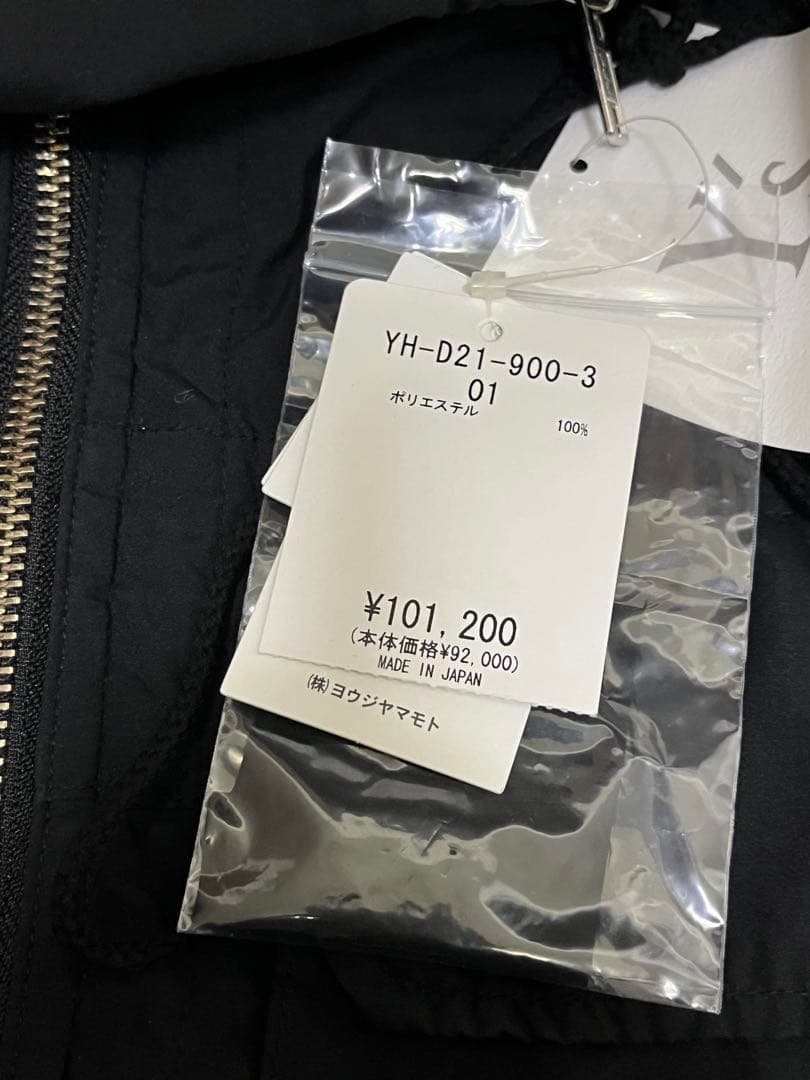 Y's
YH-D21-900-3
01
ポリエステル
100%
¥101,200
(本体価格¥92,000)
MADE IN JAPAN
(株)ヨウジヤマモト